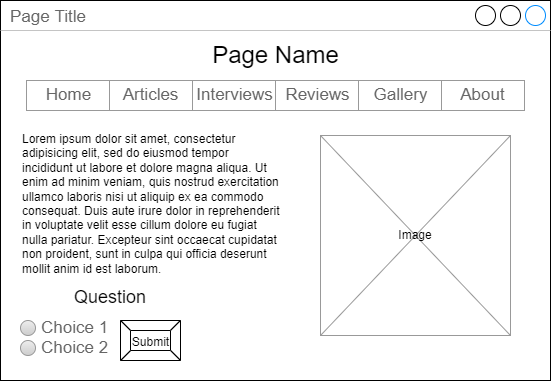 Page Title
Page Name
Home Articles Interviews Reviews Gallery About
Lorem ipsum dolor sit amet, consectetur
adipisicing elit, sed do eiusmod tempor
incididunt ut labore et dolore magna aliqua. Ut
enim ad minim veniam, quis nostrud exercitation
ullamco laboris nisi ut aliquip ex ea commodo
consequat. Duis aute irure dolor in reprehenderit
in voluptate velit esse cillum dolore eu fugiat
nulla pariatur. Excepteur sint occaecat cupidatat
non proident, sunt in culpa qui officia deserunt
mollit anim id est laborum.
Image
Question
Choice 1
Choice 2
Submit